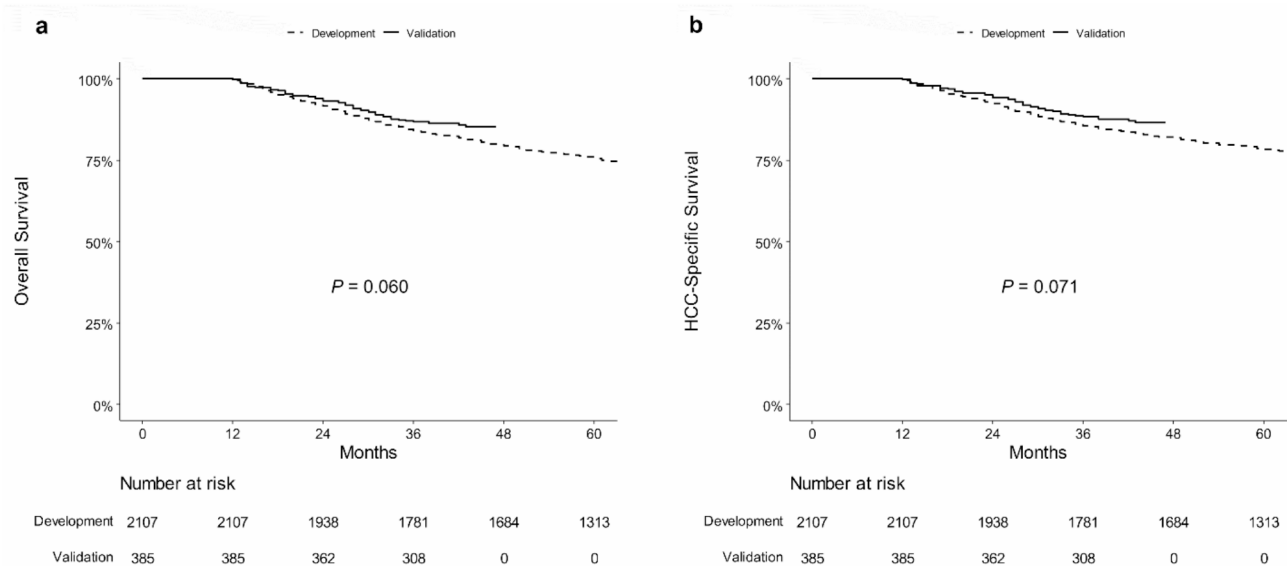 a
Development Validation
100%
75%
50%
25%
0%
Overall Survival
P = 0.060
0 12 24 36 48 60
Months
Number at risk
Development 2107 2107 1938 1781 1684 1313
Validation 385 385 362 308 0 0
b
Development Validation
100%
75%
50%
25%
0%
HCC-Specific Survival
P = 0.071
0 12 24 36 48 60
Months
Number at risk
Development 2107 2107 1938 1781 1684 1313
Validation 385 385 362 308 0 0